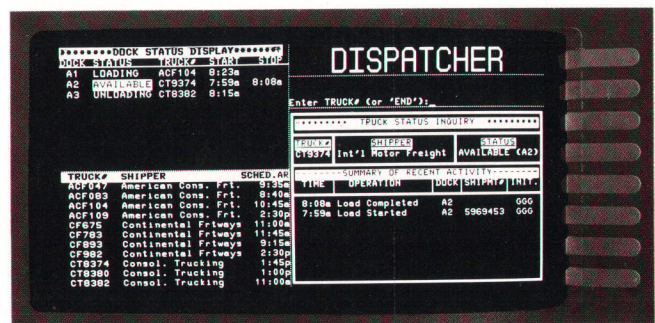 DOCK STATUS DISPLAY
DOCK STATUS TRUCK# START STOP
A1 LOADING ACF104 8:23a
A2 AVAILABLE CT9374 7:59a 8:08a
A3 UNLOADING CT8382 8:15a
DISPATCHER
Enter TRUCK# (or 'END'):_
TRUCK STATUS INQUIRY
TRUCK# SHIPPER STATUS
CT9374 Int'l Motor Freight AVAILABLE (A2)
SUMMARY OF RECENT ACTIVITY
TIME OPERATION DOCK SHIPMT# INIT.
8:08a Load Completed A2 GGG
7:59a Load Started A2 5969453 GGG
TRUCK# SHIPPER SCHED.AR
ACF047 American Cons. Frt. 9:35a
ACF083 American Cons. Frt. 8:40a
ACF104 American Cons. Frt. 10:45a
ACF109 American Cons. Frt. 2:30p
CF675 Continental Frtways 11:00a
CF783 Continental Frtways 11:45a
CF893 Continental Frtways 9:15a
CF982 Continental Frtways 2:30p
CT8374 Consol. Trucking 1:45p
CT8380 Consol. Trucking 1:00p
CT8382 Consol. Trucking 11:00a